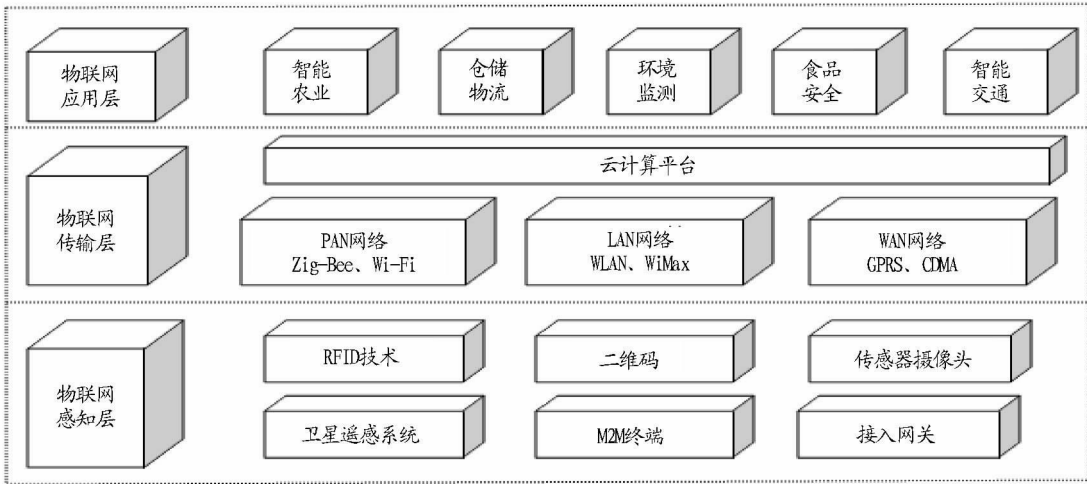 物联网
应用层
智能
农业
仓储
物流
环境
监测
食品
安全
智能
交通
云计算平台
物联网
传输层
PAN网络
Zig-Bee、Wi-Fi
LAN网络
WLAN、WiMax
WAN网络
GPRS、CDMA
物联网
感知层
RFID技术
二维码
传感器摄像头
卫星遥感系统
M2M终端
接入网关